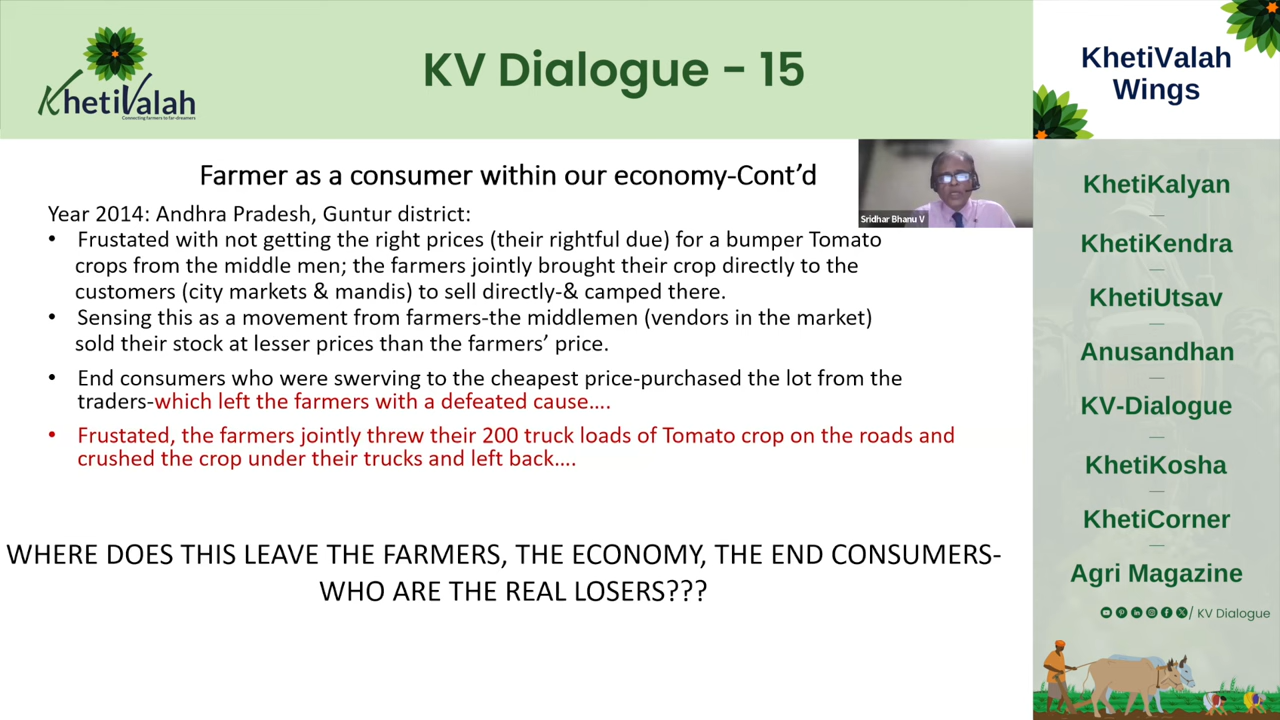 KhetiValah
Connecting farmers to far-dreamers
KV Dialogue - 15
KhetiValah
Wings
Farmer as a consumer within our economy-Cont'd
Sridhar Bhanu V
Year 2014: Andhra Pradesh, Guntur district:
• Frustated with not getting the right prices (their rightful due) for a bumper Tomato
crops from the middle men; the farmers jointly brought their crop directly to the
customers (city markets & mandis) to sell directly-& camped there.
• Sensing this as a movement from farmers-the middlemen (vendors in the market)
sold their stock at lesser prices than the farmers' price.
• End consumers who were swerving to the cheapest price-purchased the lot from the
traders-which left the farmers with a defeated cause....
• Frustated, the farmers jointly threw their 200 truck loads of Tomato crop on the roads and
crushed the crop under their trucks and left back....
WHERE DOES THIS LEAVE THE FARMERS, THE ECONOMY, THE END CONSUMERS-
WHO ARE THE REAL LOSERS???
KhetiKalyan
KhetiKendra
KhetiUtsav
Anusandhan
KV-Dialogue
KhetiKosha
KhetiCorner
Agri Magazine
/ KV Dialogue